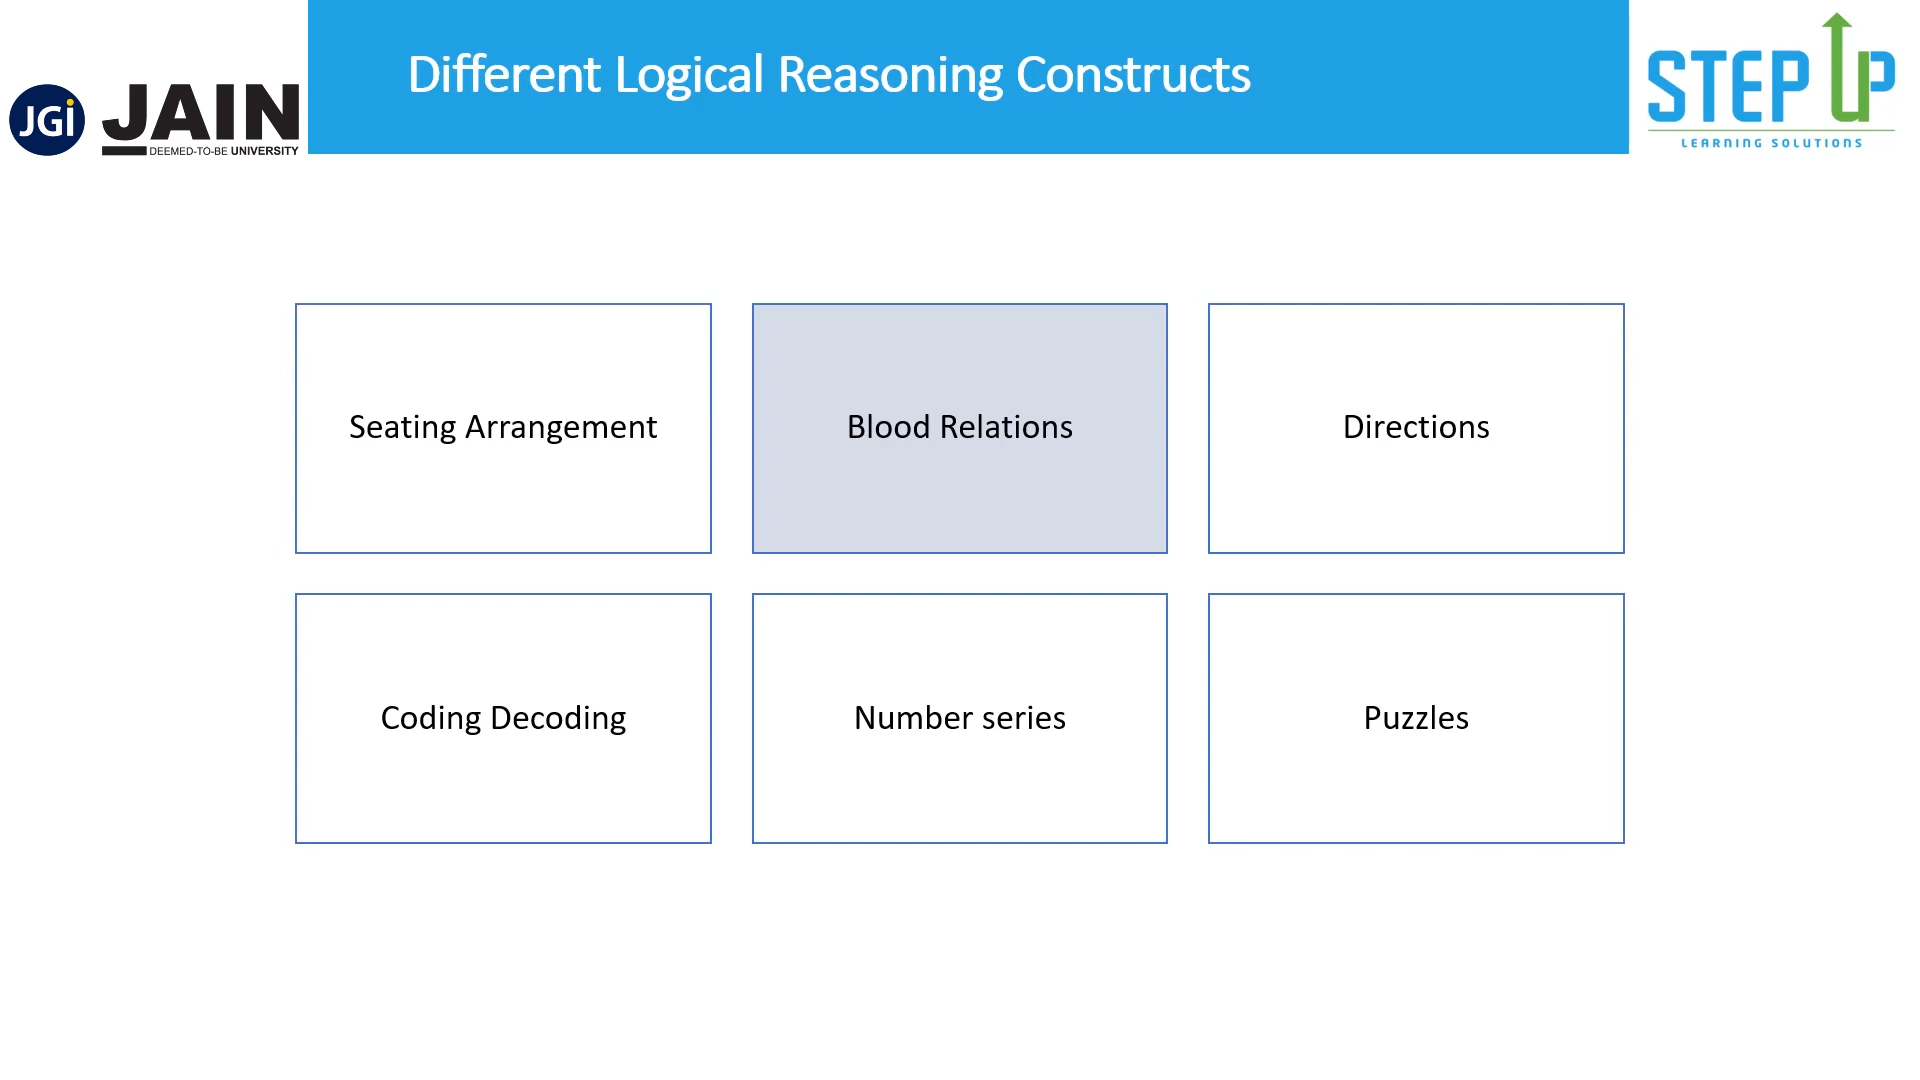 Different Logical Reasoning Constructs
JGi
JAIN
DEEMED-TO-BE UNIVERSITY
STEP UP
LEARNING SOLUTIONS
Seating Arrangement
Blood Relations
Directions
Coding Decoding
Number series
Puzzles